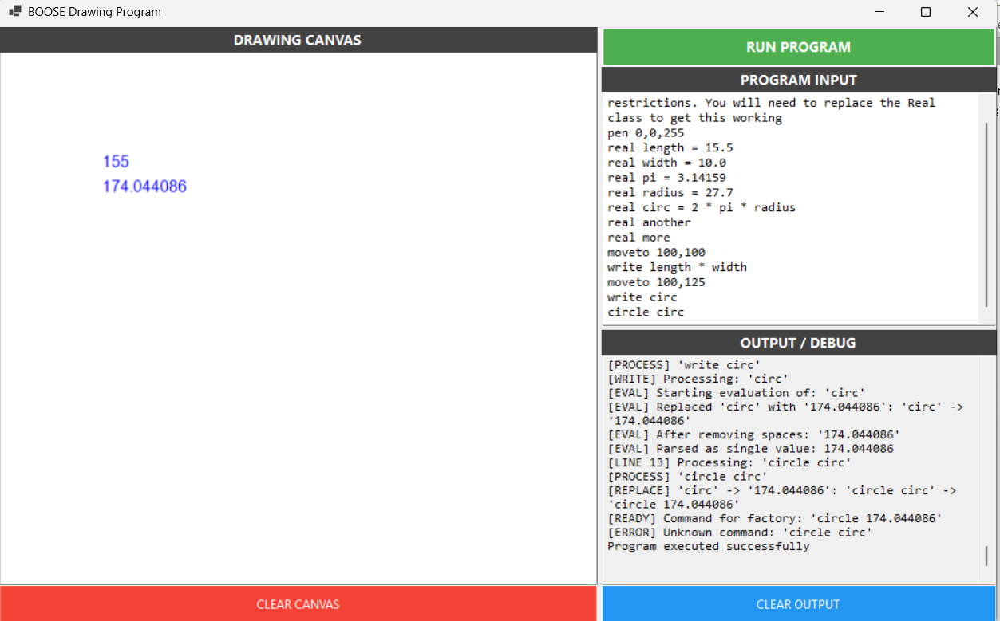 BOOSE Drawing Program
DRAWING CANVAS
155
174.044086
CLEAR CANVAS
RUN PROGRAM
PROGRAM INPUT
restrictions. You will need to replace the Real
class to get this working
pen 0,0,255
real length = 15.5
real width = 10.0
real pi = 3.14159
real radius = 27.7
real circ = 2 * pi * radius
real another
real more
moveto 100,100
write length * width
moveto 100,125
write circ
circle circ
OUTPUT / DEBUG
[PROCESS] 'write circ'
[WRITE] Processing: 'circ'
[EVAL] Starting evaluation of: 'circ'
[EVAL] Replaced 'circ' with '174.044086': 'circ' ->
'174.044086'
[EVAL] After removing spaces: '174.044086'
[EVAL] Parsed as single value: 174.044086
[LINE 13] Processing: 'circle circ'
[PROCESS] 'circle circ'
[REPLACE] 'circ' -> '174.044086': 'circle circ' ->
'circle 174.044086'
[READY] Command for factory: 'circle 174.044086'
[ERROR] Unknown command: 'circle circ'
Program executed successfully
CLEAR OUTPUT